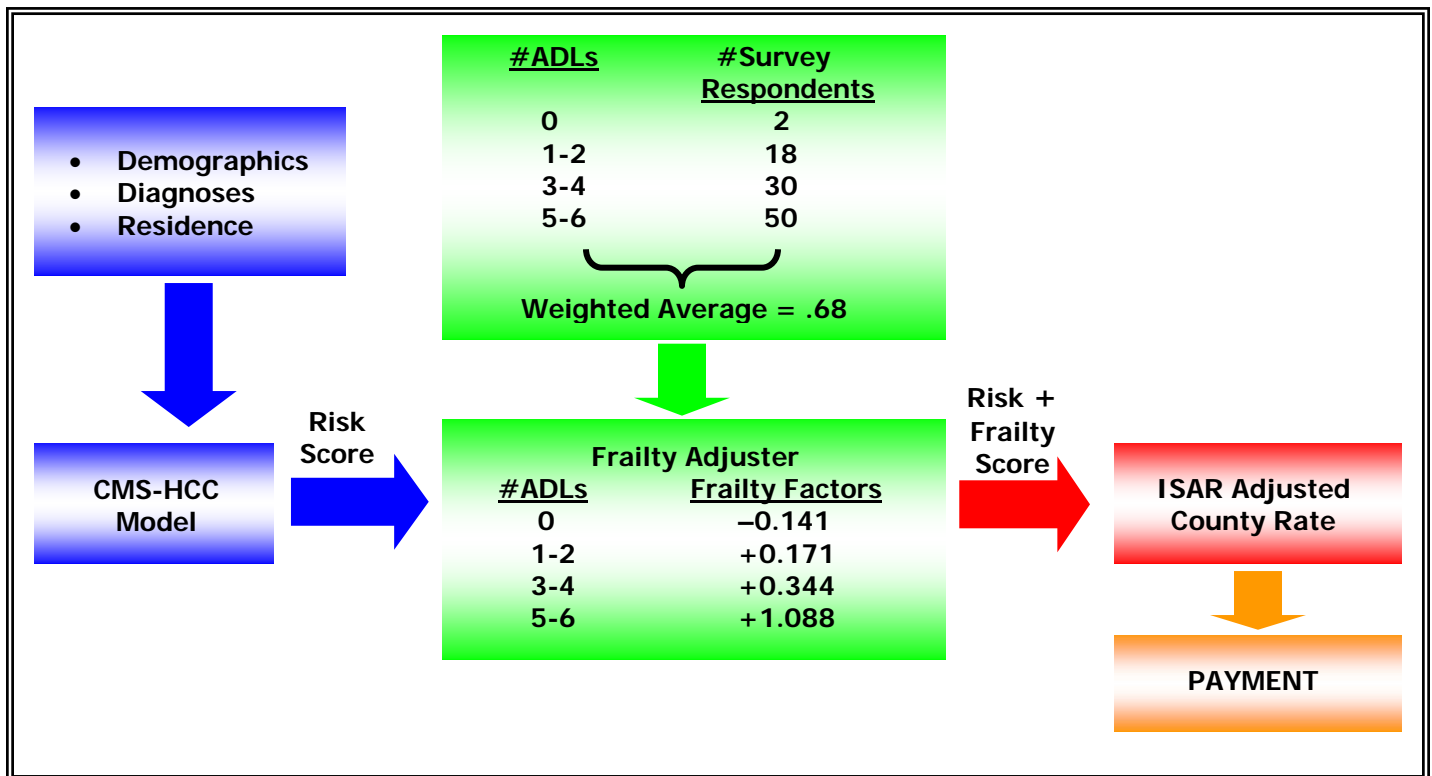 #ADLs #Survey
Respondents
0 2
1-2 18
3-4 30
5-6 50
Weighted Average = .68
• Demographics
• Diagnoses
• Residence
CMS-HCC
Model
Risk
Score
Frailty Adjuster
#ADLs Frailty Factors
0 –0.141
1-2 +0.171
3-4 +0.344
5-6 +1.088
Risk +
Frailty
Score
ISAR Adjusted
County Rate
PAYMENT